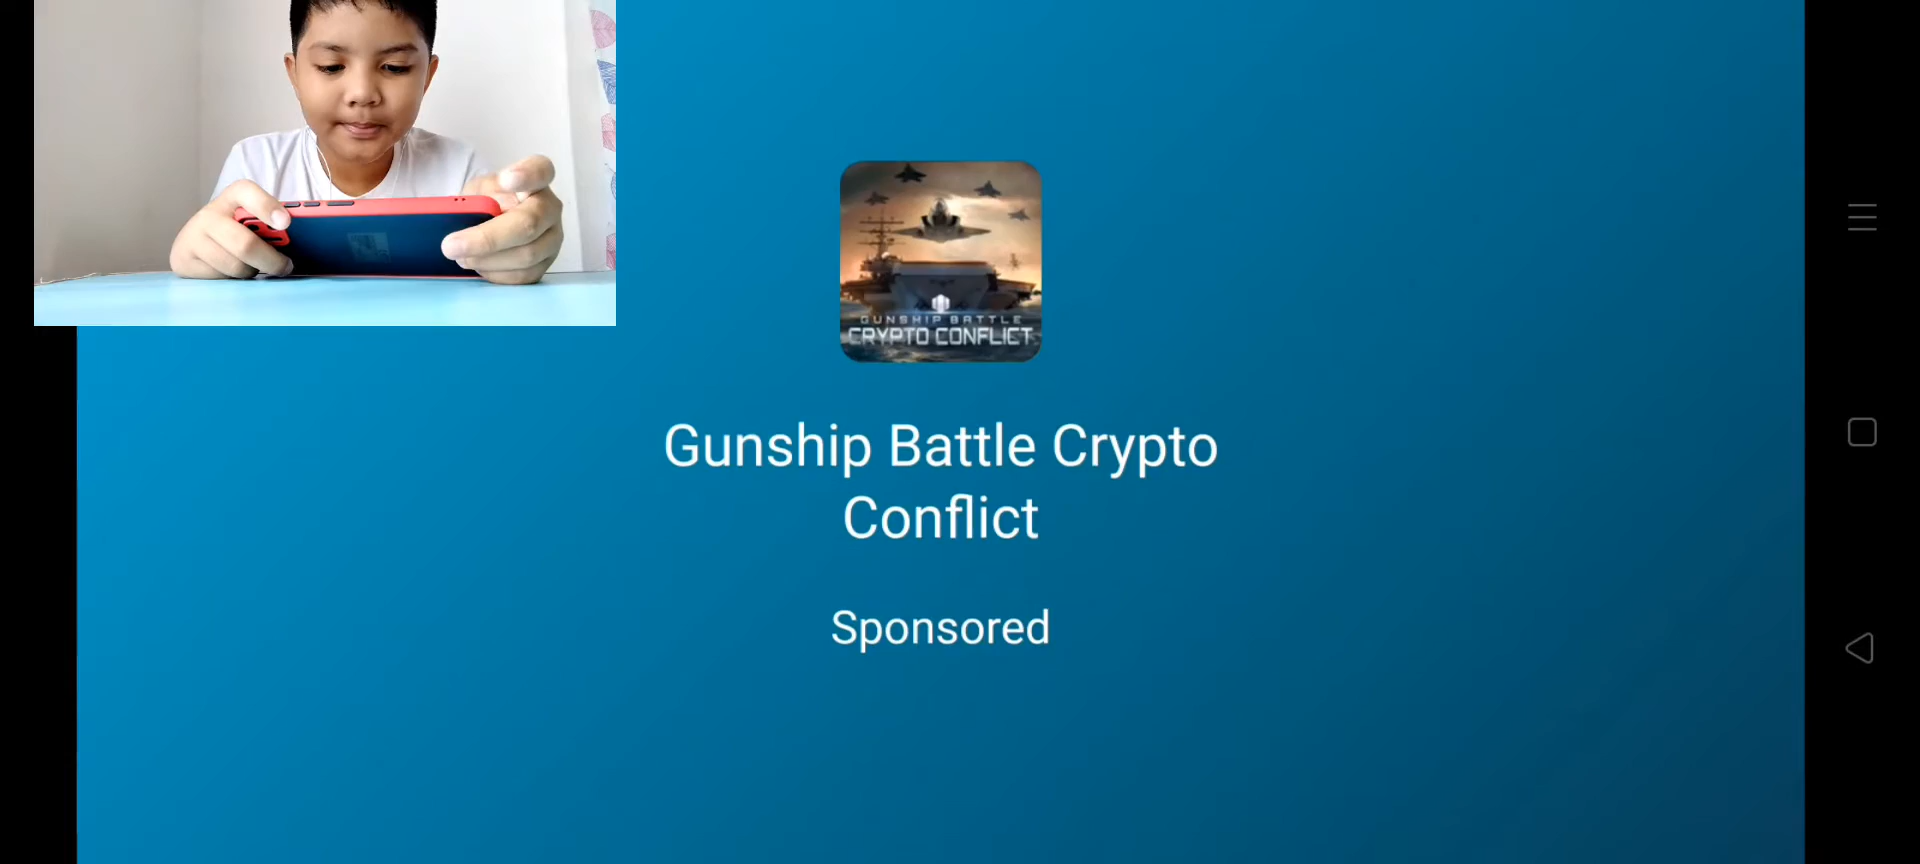 GUNSHIP BATTLE
CRYPTO CONFLICT
Gunship Battle Crypto
Conflict
Sponsored